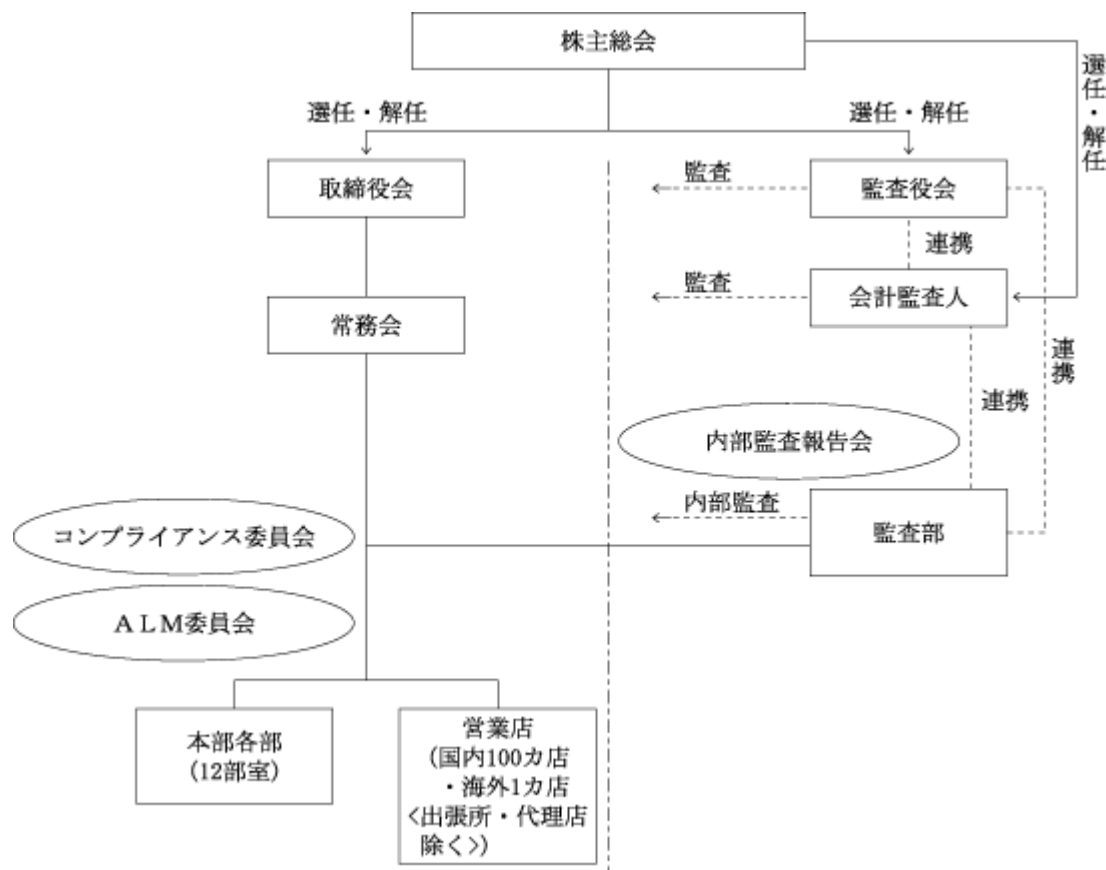 株主総会
選任・解任
選任・解任
選任・解任
取締役会
監査
監査役会
連携
常務会
監査
会計監査人
連携
連携
内部監査報告会
内部監査
監査部
コンプライアンス委員会
ＡＬＭ委員会
本部各部
(12部室)
営業店
(国内100カ店
・海外1カ店
<出張所・代理店
除く>)